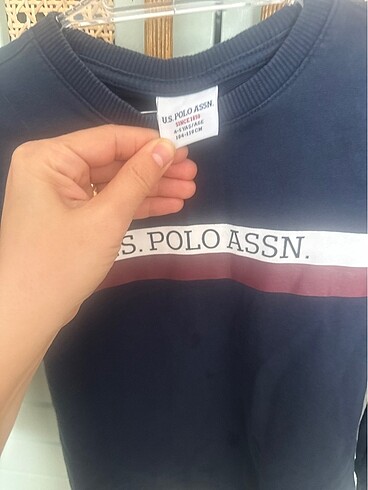 U.S. POLO ASSN.
SINCE 1890
S. POLO ASSN.